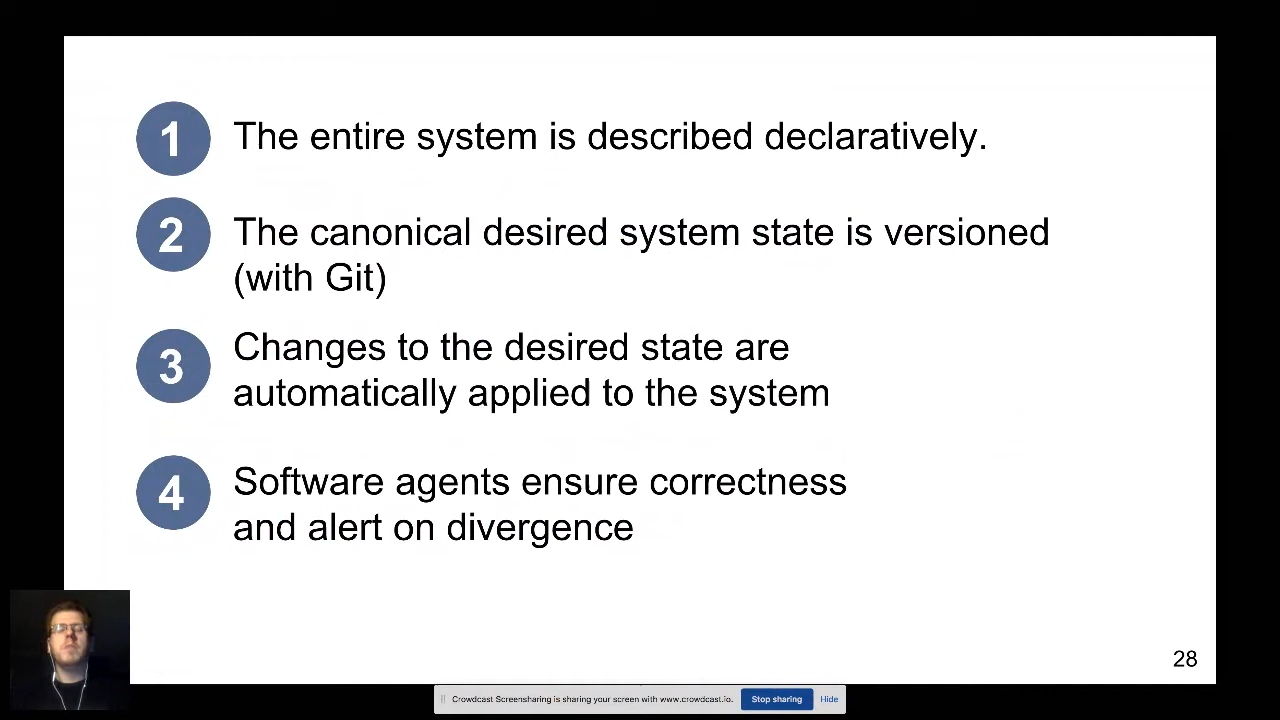 1 The entire system is described declaratively.
2 The canonical desired system state is versioned
(with Git)
3 Changes to the desired state are
automatically applied to the system
4 Software agents ensure correctness
and alert on divergence
28
Crowdcast Screensharing is sharing your screen with www.crowdcast.io. Stop sharing Hide